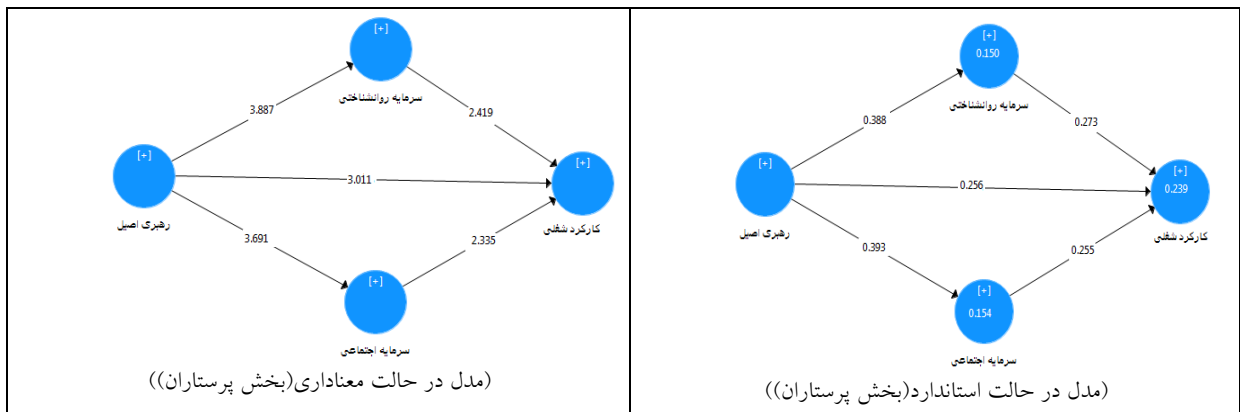 [+]
سرمایه روانشناختی
3.887
2.419
[+]
رهبری اصیل
3.011
[+]
کارکرد شغلی
3.691
2.335
[+]
سرمایه اجتماعی
(مدل در حالت معناداری(بخش پرستاران))
[+]
0.150
سرمایه روانشناختی
0.388
0.273
[+]
رهبری اصیل
0.256
[+]
0.239
کارکرد شغلی
0.393
0.255
[+]
0.154
سرمایه اجتماعی
(مدل در حالت استاندارد(بخش پرستاران))